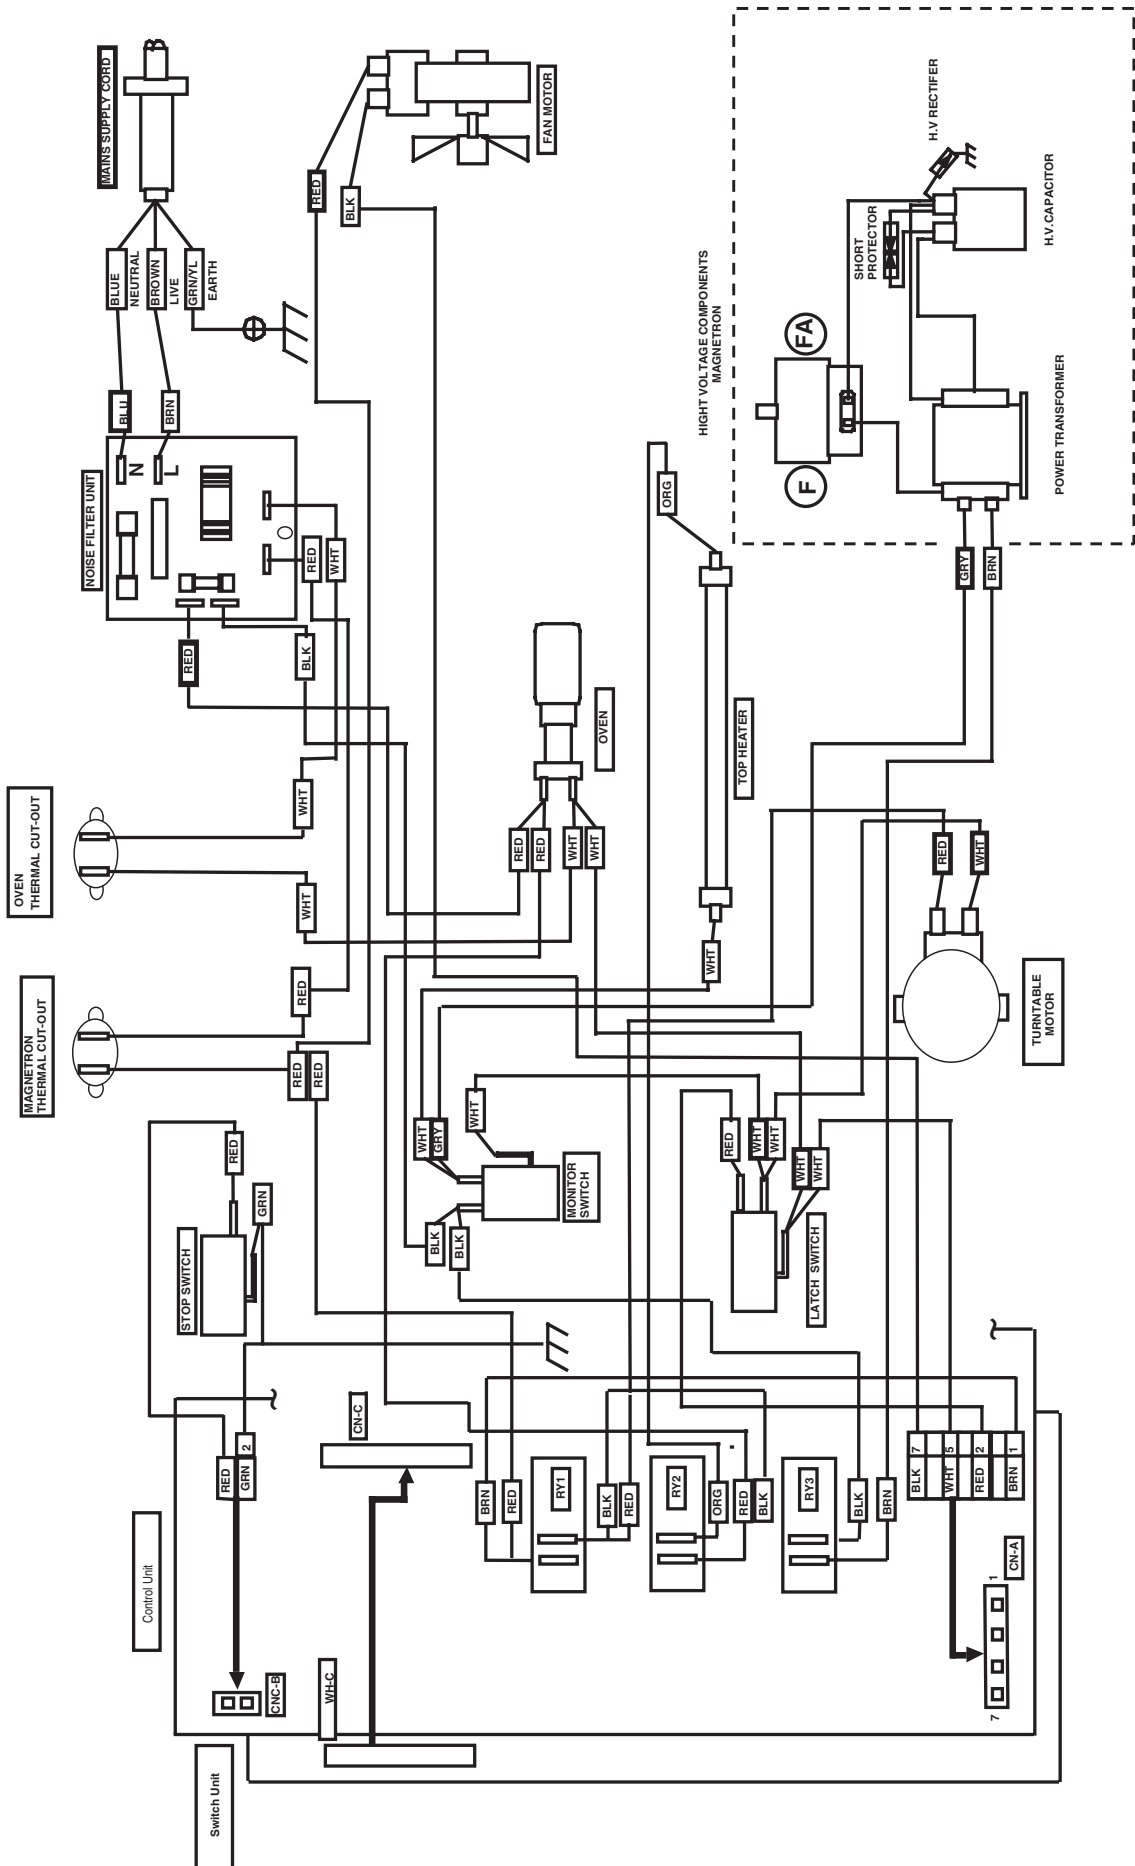 MAINS SUPPLY CORD
BLUE
NEUTRAL
BROWN
LIVE
GRN/YL
EARTH
BLU
BRN
NOISE FILTER UNIT
N
L
RED
BLK
RED
WHT
RED
BLK
FAN MOTOR
OVEN
THERMAL CUT-OUT
WHT
WHT
MAGNETRON
THERMAL CUT-OUT
RED
RED
RED
OVEN
RED
RED
WHT
WHT
HIGHT VOLTAGE COMPONENTS
MAGNETRON
FA
F
H.V RECTIFER
SHORT
PROTECTOR
H.V.CAPACITOR
POWER TRANSFORMER
GRY
BRN
ORG
TOP HEATER
WHT
RED
WHT
TURNTABLE
MOTOR
STOP SWITCH
RED
GRN
MONITOR
SWITCH
WHT
GRY
WHT
BLK
BLK
LATCH SWITCH
RED
WHT
WHT
WHT
WHT
Control Unit
RED
GRN
2
CNC-B
CN-C
WH-C
Switch Unit
BRN
RED
RY1
BLK
RED
RY2
ORG
RED
BLK
RY3
BLK
BRN
BLK
7
WHT
5
RED
2
BRN
1
CN-A
1
7